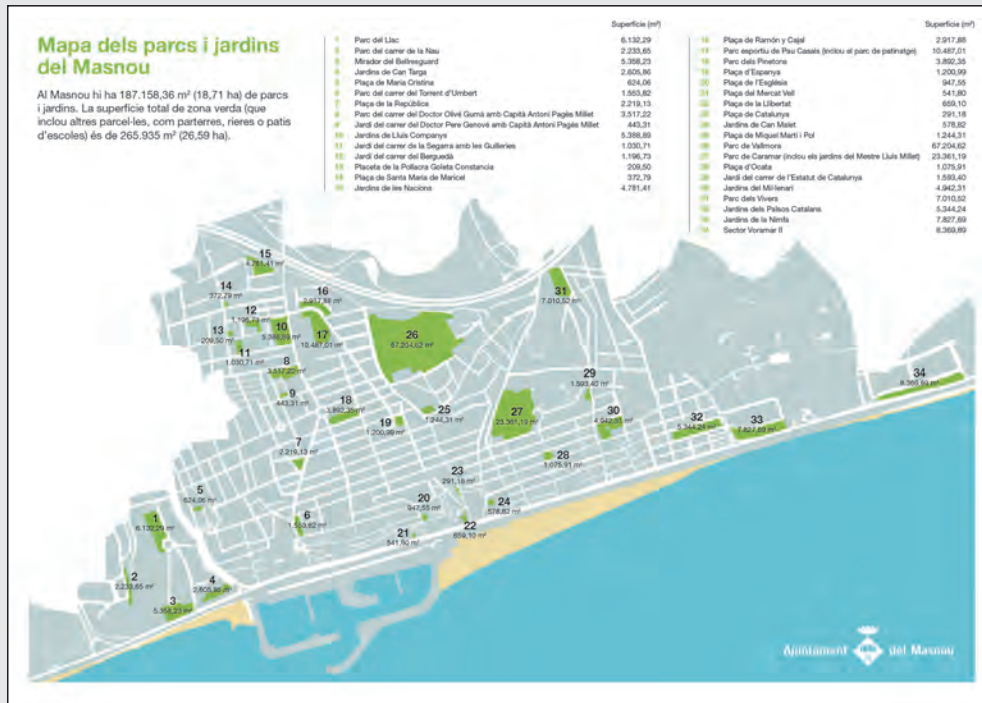 Mapa dels parcs i jardins
del Masnou
Al Masnou hi ha 187.158,36 m² (18,71 ha) de parcs
i jardins. La superfície total de zona verda (que
inclou altres parcel·les, com parterres, rieres o patis
d'escoles) és de 265.935 m² (26,59 ha).
Superfície (m²)
1 Parc del Llac 6.132,29
2 Parc del carrer de la Nau 2.233,65
3 Mirador del Bellresguard 5.358,23
4 Jardins de Can Targa 2.605,86
5 Plaça de Maria Cristina 624,06
6 Parc del carrer del Torrent d'Umbert 1.553,62
7 Plaça de la República 2.219,13
8 Parc del carrer del Doctor Olivé Gumà amb Capità Antoni Pagès Millet 3.517,22
9 Jardí del carrer del Doctor Pere Genové amb Capità Antoni Pagès Millet 443,31
10 Jardins de Lluís Companys 5.388,89
11 Jardí del carrer de la Segarra amb les Guilleries 1.030,71
12 Jardí del carrer del Berguedà 1.196,73
13 Placeta de la Pollacra Goleta Constancia 209,50
14 Plaça de Santa Maria de Maricel 372,79
15 Jardins de les Nacions 4.781,41
Superfície (m²)
16 Plaça de Ramón y Cajal 2.917,88
17 Parc esportiu de Pau Casals (inclou el parc de patinatge) 10.487,01
18 Parc dels Pinetons 3.892,35
19 Plaça d'Espanya 1.200,99
20 Plaça de l'Església 947,55
21 Plaça del Mercat Vell 541,80
22 Plaça de la Llibertat 659,10
23 Plaça de Catalunya 291,18
24 Jardins de Can Malet 578,82
25 Plaça de Miquel Martí i Pol 1.244,31
26 Parc de Vallmora 67.204,62
27 Parc de Caramar (inclou els jardins del Mestre Lluís Millet) 23.361,19
28 Plaça d'Ocata 1.075,91
29 Jardí del carrer de l'Estatut de Catalunya 1.593,40
30 Jardins del Mil·lenari 4.942,31
31 Parc dels Vivers 7.010,52
32 Jardins dels Països Catalans 5.344,24
33 Jardins de la Nimfa 7.827,69
34 Sector Voramar II 8.369,89
15
4.781,41 m²
14
372,79 m²
16
2.917,88 m²
31
7.010,52 m²
12
1.196,73 m²
10
5.388,89 m²
13
209,50 m²
17
10.487,01 m²
26
67.204,62 m²
11
1.030,71 m²
8
3.517,22 m²
29
1.593,40 m²
34
8.369,89 m²
9
443,31 m²
18
3.892,35 m²
25
1.244,31 m²
27
23.361,19 m²
30
4.942,31 m²
32
5.344,24 m²
33
7.827,69 m²
19
1.200,99 m²
7
2.219,13 m²
28
1.075,91 m²
23
291,18 m²
5
624,06 m²
20
947,55 m²
24
578,82 m²
1
6.132,29 m²
6
1.553,62 m²
22
659,10 m²
21
541,80 m²
2
2.233,65 m²
4
2.605,86 m²
3
5.358,23 m²
Ajuntament del Masnou